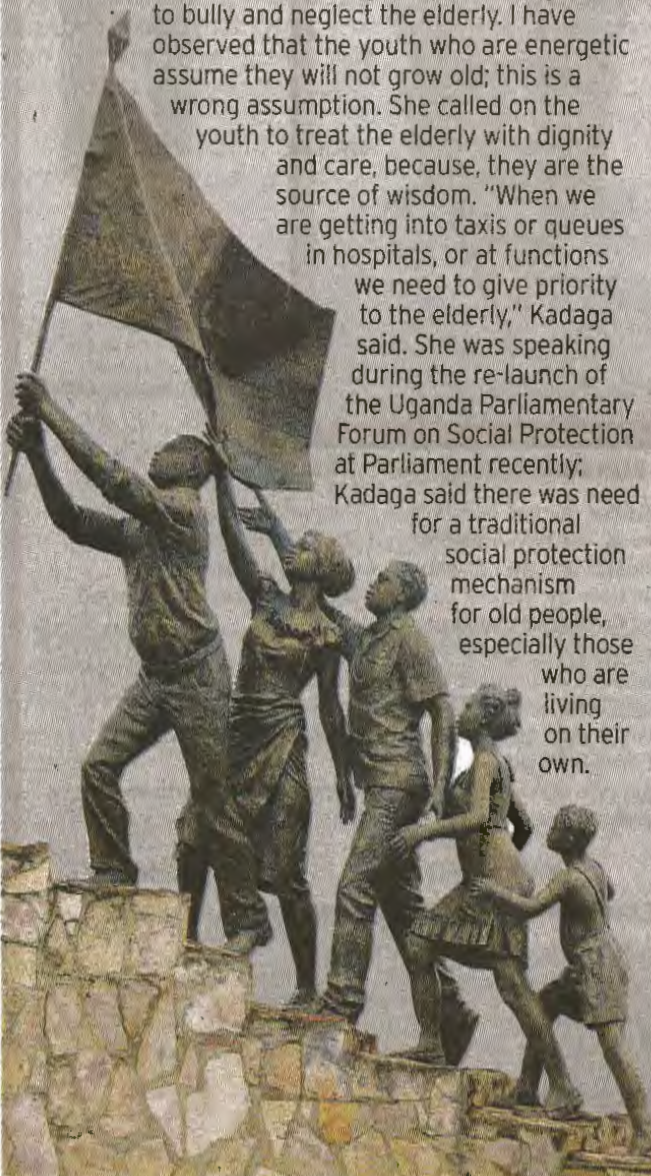 to bully and neglect the elderly. I have
observed that the youth who are energetic
assume they will not grow old; this is a
wrong assumption. She called on the
youth to treat the elderly with dignity
and care, because, they are the
source of wisdom. "When we
are getting into taxis or queues
in hospitals, or at functions
we need to give priority
to the elderly," Kadaga
said. She was speaking
during the re-launch of
the Uganda Parliamentary
Forum on Social Protection
at Parliament recently;
Kadaga said there was need
for a traditional
social protection
mechanism
for old people,
especially those
who are
living
on their
own.